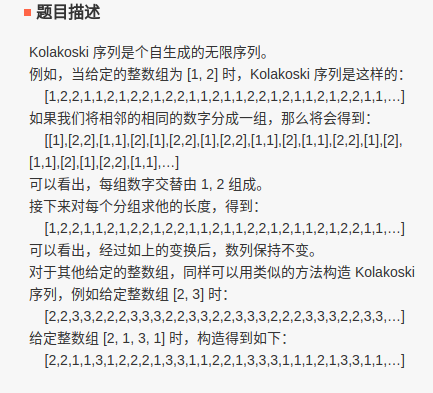 题目描述
Kolakoski 序列是个自生成的无限序列。
例如，当给定的整数组为 [1, 2] 时，Kolakoski 序列是这样的：
[1,2,2,1,1,2,1,2,2,1,2,2,1,1,2,1,1,2,2,1,2,1,1,2,1,2,2,1,1,…]
如果我们将相邻的相同的数字分成一组，那么将会得到：
[[1],[2,2],[1,1],[2],[1],[2,2],[1],[2,2],[1,1],[2],[1,1],[2,2],[1],[2],
[1,1],[2],[1],[2,2],[1,1],…]
可以看出，每组数字交替由 1, 2 组成。
接下来对每个分组求他的长度，得到：
[1,2,2,1,1,2,1,2,2,1,2,2,1,1,2,1,1,2,2,1,2,1,1,2,1,2,2,1,1,…]
可以看出，经过如上的变换后，数列保持不变。
对于其他给定的整数组，同样可以用类似的方法构造 Kolakoski
序列，例如给定整数组 [2, 3] 时：
[2,2,3,3,2,2,2,3,3,3,2,2,3,3,2,2,3,3,3,2,2,2,3,3,3,2,2,3,3,…]
给定整数组 [2, 1, 3, 1] 时，构造得到如下：
[2,2,1,1,3,1,2,2,2,1,3,3,1,1,2,2,1,3,3,3,1,1,1,2,1,3,3,1,1,…]